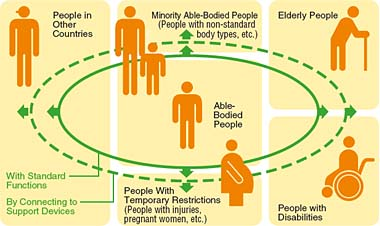 People in
Other
Countries
Minority Able-Bodied People
(People with non-standard
body types, etc.)
Elderly People
Able-
Bodied
People
With Standard
Functions
By Connecting to
Support Devices
People With
Temporary Restrictions
(People with injuries,
pregnant women, etc.)
People with
Disabilities